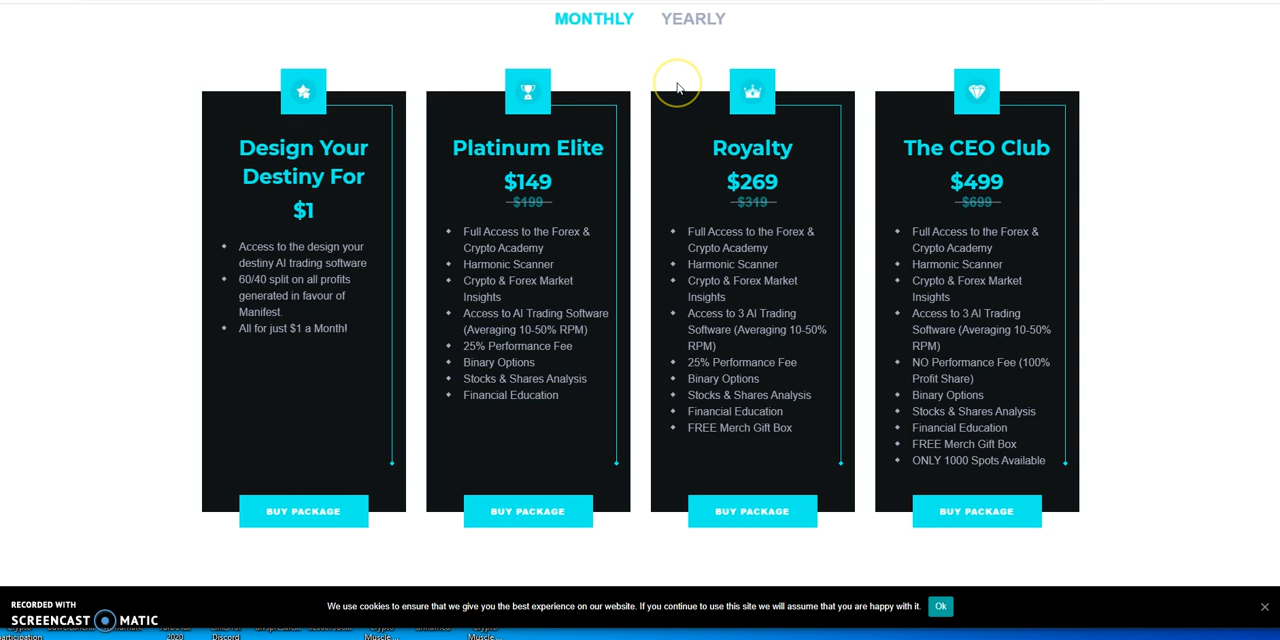 MONTHLY YEARLY
Design Your
Destiny For
$1
Access to the design your
destiny AI trading software
60/40 split on all profits
generated in favour of
Manifest.
All for just $1 a Month!
BUY PACKAGE
Platinum Elite
$149
$199
Full Access to the Forex &
Crypto Academy
Harmonic Scanner
Crypto & Forex Market
Insights
Access to AI Trading Software
(Averaging 10-50% RPM)
25% Performance Fee
Binary Options
Stocks & Shares Analysis
Financial Education
BUY PACKAGE
Royalty
$269
$319
Full Access to the Forex &
Crypto Academy
Harmonic Scanner
Crypto & Forex Market
Insights
Access to 3 AI Trading
Software (Averaging 10-50%
RPM)
25% Performance Fee
Binary Options
Stocks & Shares Analysis
Financial Education
FREE Merch Gift Box
BUY PACKAGE
The CEO Club
$499
$699
Full Access to the Forex &
Crypto Academy
Harmonic Scanner
Crypto & Forex Market
Insights
Access to 3 AI Trading
Software (Averaging 10-50%
RPM)
NO Performance Fee (100%
Profit Share)
Binary Options
Stocks & Shares Analysis
Financial Education
FREE Merch Gift Box
ONLY 1000 Spots Available
BUY PACKAGE
We use cookies to ensure that we give you the best experience on our website. If you continue to use this site we will assume that you are happy with it. Ok
RECORDED WITH
SCREENCAST MATIC
2020 Discord Muscle... Muscle...